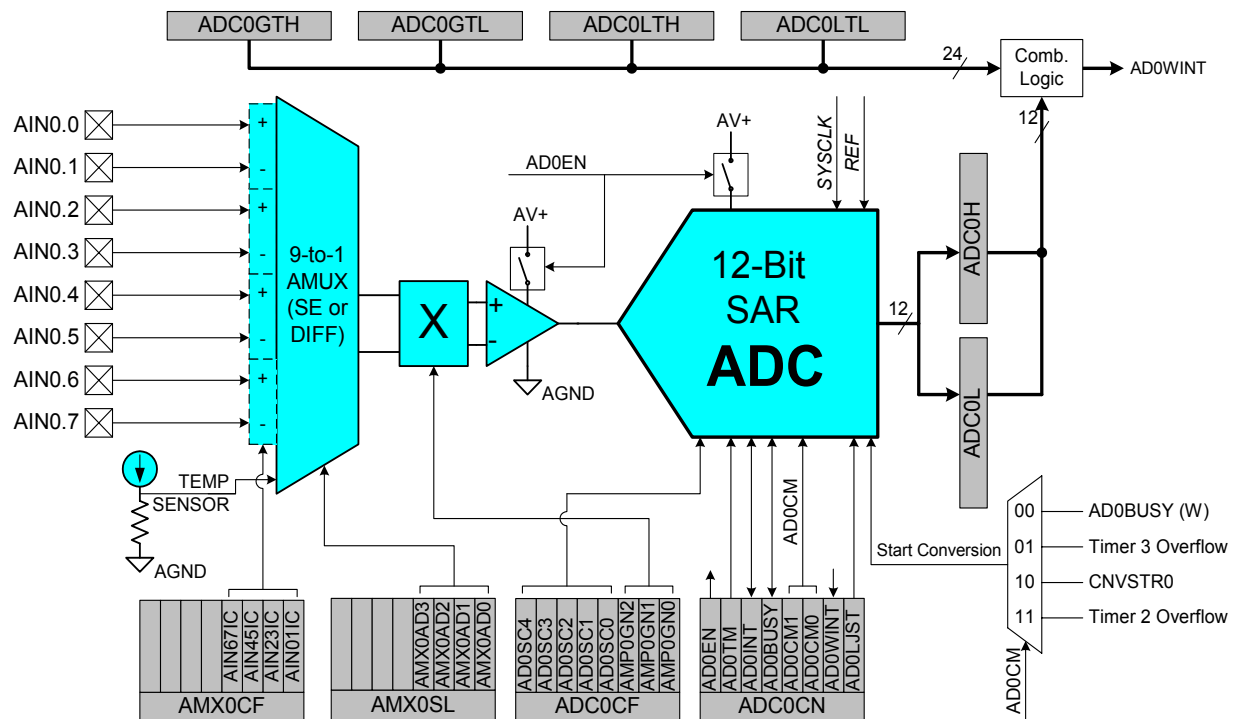 ADC0GTH
ADC0GTL
ADC0LTH
ADC0LTL
24
Comb.
Logic
AD0WINT
12
AIN0.0
AIN0.1
AIN0.2
AIN0.3
AIN0.4
AIN0.5
AIN0.6
AIN0.7
+
-
+
-
+
-
+
-
9-to-1
AMUX
(SE or
DIFF)
X
+
-
AV+
AGND
AD0EN
AV+
SYSCLK
REF
12-Bit
SAR
ADC
12
ADC0H
ADC0L
TEMP
SENSOR
AGND
AD0CM
Start Conversion
00
01
10
11
AD0BUSY (W)
Timer 3 Overflow
CNVSTR0
Timer 2 Overflow
AD0CM
AIN67IC
AIN45IC
AIN23IC
AIN01IC
AMX0CF
AMX0AD3
AMX0AD2
AMX0AD1
AMX0AD0
AMX0SL
AD0SC4
AD0SC3
AD0SC2
AD0SC1
AD0SC0
AMP0GN2
AMP0GN1
AMP0GN0
ADC0CF
AD0EN
AD0TM
AD0INT
AD0BUSY
AD0CM1
AD0CM0
AD0WINT
AD0LJST
ADC0CN